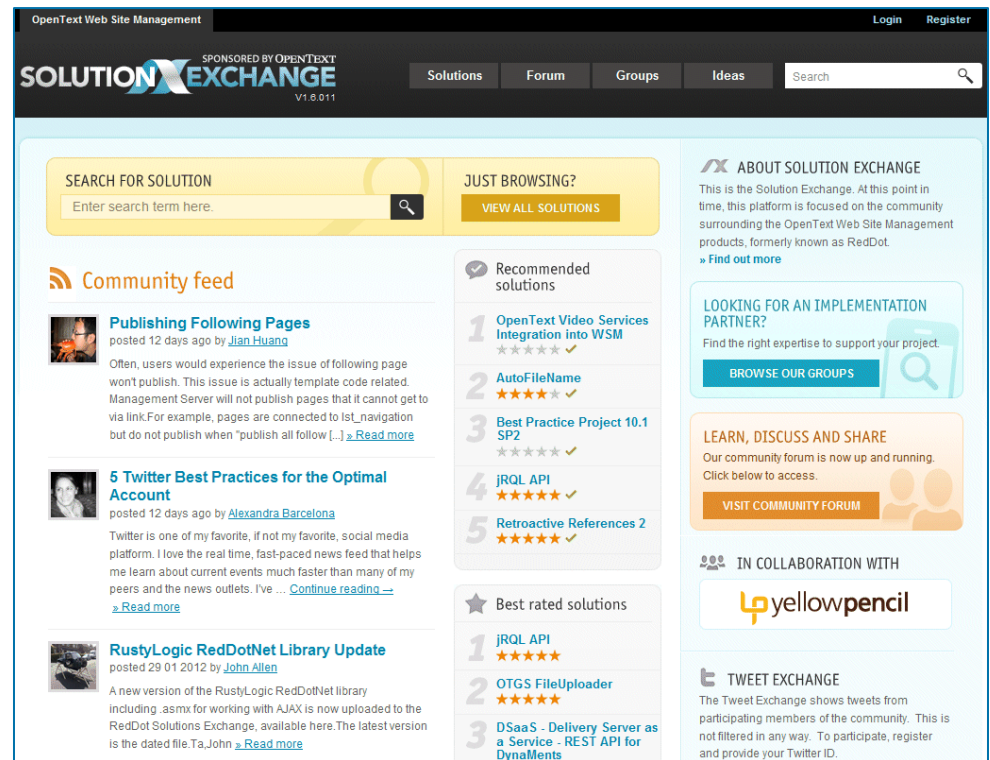 OpenText Web Site Management
Login
Register
SPONSORED BY OPENTEXT
SOLUTION EXCHANGE
V1.6.011
Solutions
Forum
Groups
Ideas
Search
SEARCH FOR SOLUTION
Enter search term here.
JUST BROWSING?
VIEW ALL SOLUTIONS
Community feed
Publishing Following Pages
posted 12 days ago by Jian Huang
Often, users would experience the issue of following page
won't publish. This issue is actually template code related.
Management Server will not publish pages that it cannot get to
via link.For example, pages are connected to lst_navigation
but do not publish when "publish all follow [...] » Read more
5 Twitter Best Practices for the Optimal
Account
posted 12 days ago by Alexandra Barcelona
Twitter is one of my favorite, if not my favorite, social media
platform. I love the real time, fast-paced news feed that helps
me learn about current events much faster than many of my
peers and the news outlets. I've … Continue reading →
» Read more
RustyLogic RedDotNet Library Update
posted 29 01 2012 by John Allen
A new version of the RustyLogic RedDotNet library
including .asmx for working with AJAX is now uploaded to the
RedDot Solutions Exchange, available here.The latest version
is the dated file.Ta,John » Read more
Recommended
solutions
1
OpenText Video Services
Integration into WSM
2
AutoFileName
3
Best Practice Project 10.1
SP2
4
jRQL API
5
Retroactive References 2
Best rated solutions
1
jRQL API
2
OTGS FileUploader
3
DSaaS - Delivery Server as
a Service - REST API for
DynaMents
ABOUT SOLUTION EXCHANGE
This is the Solution Exchange. At this point in
time, this platform is focused on the community
surrounding the OpenText Web Site Management
products, formerly known as RedDot.
» Find out more
LOOKING FOR AN IMPLEMENTATION
PARTNER?
Find the right expertise to support your project.
BROWSE OUR GROUPS
LEARN, DISCUSS AND SHARE
Our community forum is now up and running.
Click below to access.
VISIT COMMUNITY FORUM
IN COLLABORATION WITH
yellowpencil
TWEET EXCHANGE
The Tweet Exchange shows tweets from
participating members of the community. This is
not filtered in any way. To participate, register
and provide your Twitter ID.